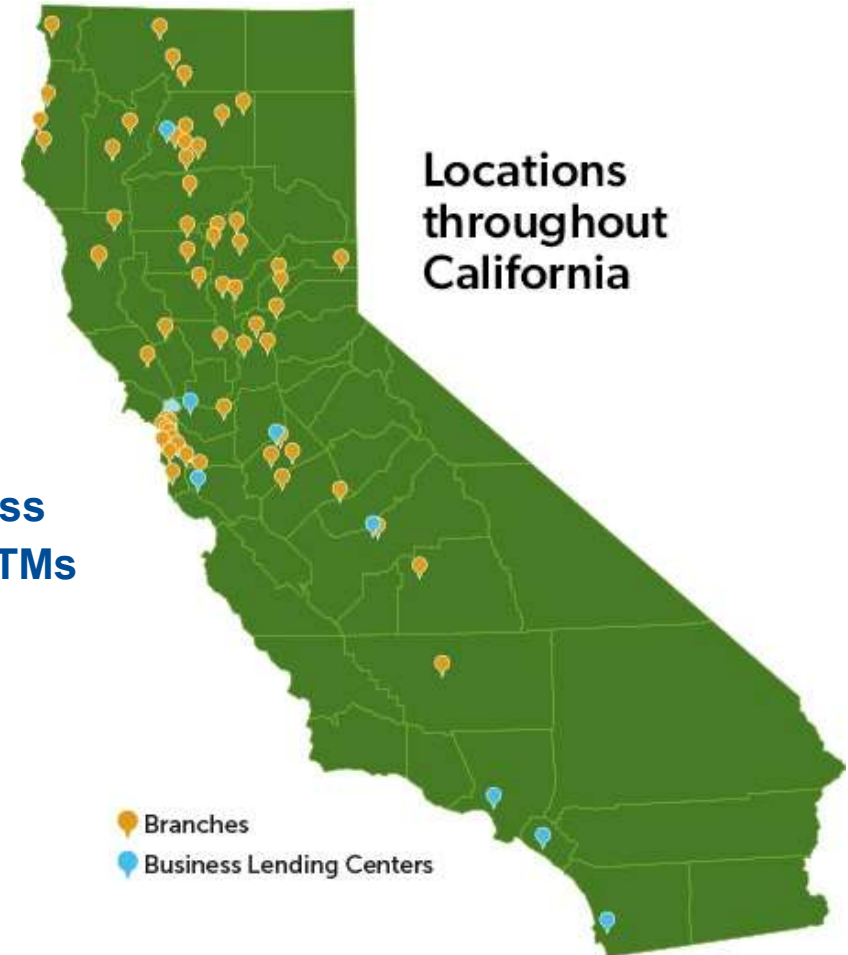 Locations
throughout
California
ss
TMs
Branches
Business Lending Centers